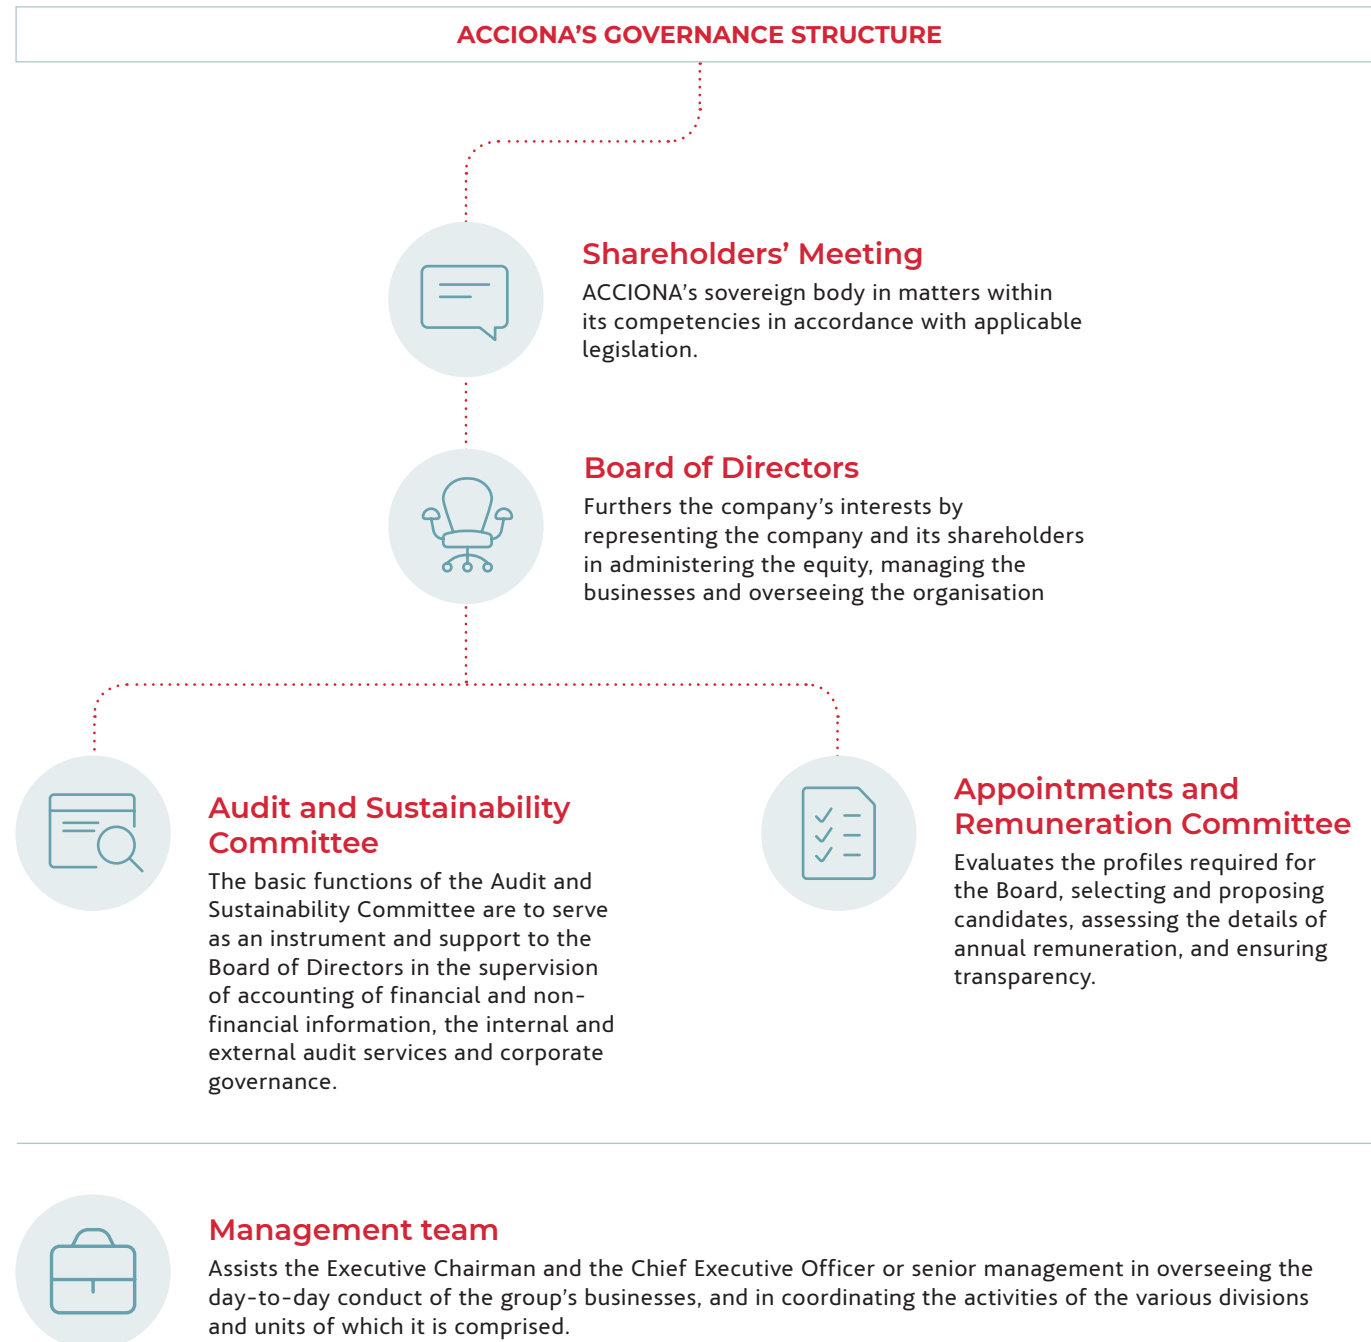 ACCIONA’S GOVERNANCE STRUCTURE
Shareholders’ Meeting
ACCIONA’s sovereign body in matters within
its competencies in accordance with applicable
legislation.
Board of Directors
Furthers the company’s interests by
representing the company and its shareholders
in administering the equity, managing the
businesses and overseeing the organisation
Audit and Sustainability
Committee
The basic functions of the Audit and
Sustainability Committee are to serve
as an instrument and support to the
Board of Directors in the supervision
of accounting of financial and non-
financial information, the internal and
external audit services and corporate
governance.
Appointments and
Remuneration Committee
Evaluates the profiles required for
the Board, selecting and proposing
candidates, assessing the details of
annual remuneration, and ensuring
transparency.
Management team
Assists the Executive Chairman and the Chief Executive Officer or senior management in overseeing the
day-to-day conduct of the group’s businesses, and in coordinating the activities of the various divisions
and units of which it is comprised.